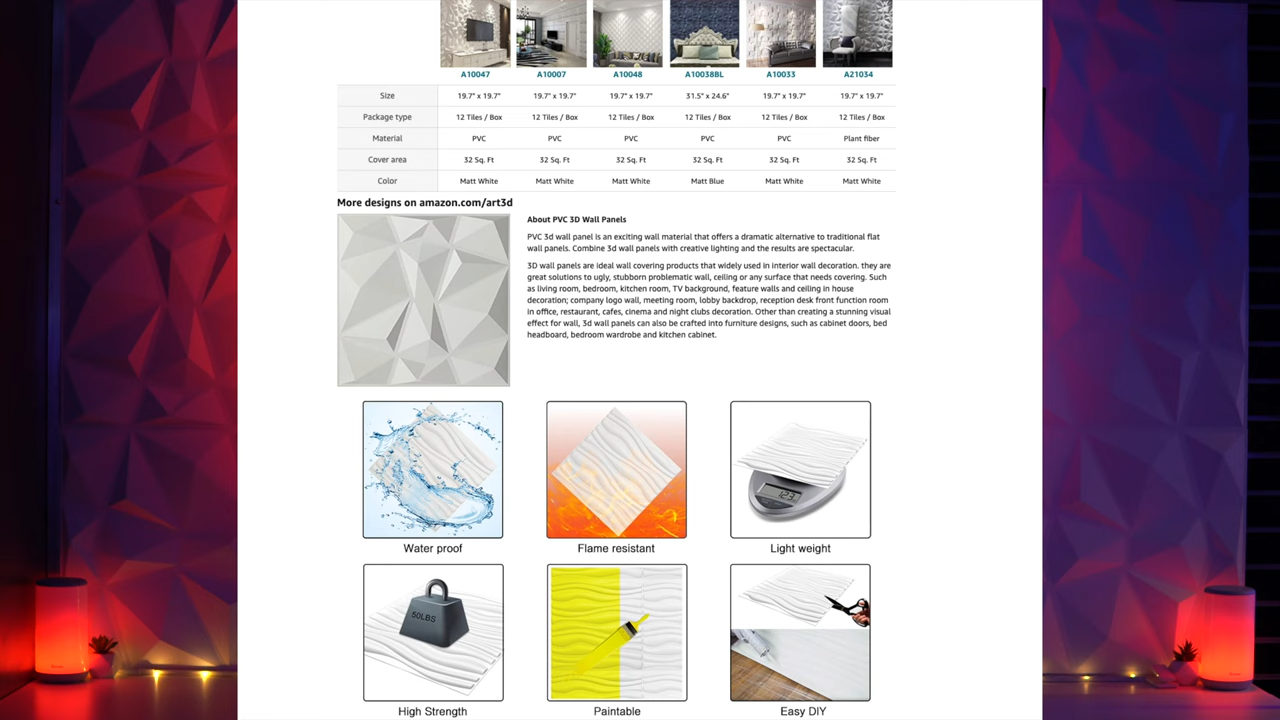 A10047 A10007 A10048 A10038BL A10033 A21034
Size 19.7" x 19.7" 19.7" x 19.7" 19.7" x 19.7" 31.5" x 24.6" 19.7" x 19.7" 19.7" x 19.7"
Package type 12 Tiles / Box 12 Tiles / Box 12 Tiles / Box 12 Tiles / Box 12 Tiles / Box 12 Tiles / Box
Material PVC PVC PVC PVC PVC Plant fiber
Cover area 32 Sq. Ft 32 Sq. Ft 32 Sq. Ft 32 Sq. Ft 32 Sq. Ft 32 Sq. Ft
Color Matt White Matt White Matt White Matt Blue Matt White Matt White
More designs on amazon.com/art3d
About PVC 3D Wall Panels
PVC 3d wall panel is an exciting wall material that offers a dramatic alternative to traditional flat
wall panels. Combine 3d wall panels with creative lighting and the results are spectacular.
3D wall panels are ideal wall covering products that widely used in interior wall decoration. they are
great solutions to ugly, stubborn problematic wall, ceiling or any surface that needs covering. Such
as living room, bedroom, kitchen room, TV background, feature walls and ceiling in house
decoration; company logo wall, meeting room, lobby backdrop, reception desk front function room
in office, restaurant, cafes, cinema and night clubs decoration. Other than creating a stunning visual
effect for wall, 3d wall panels can also be crafted into furniture designs, such as cabinet doors, bed
headboard, bedroom wardrobe and kitchen cabinet.
123
Water proof Flame resistant Light weight
50LBS
High Strength Paintable Easy DIY